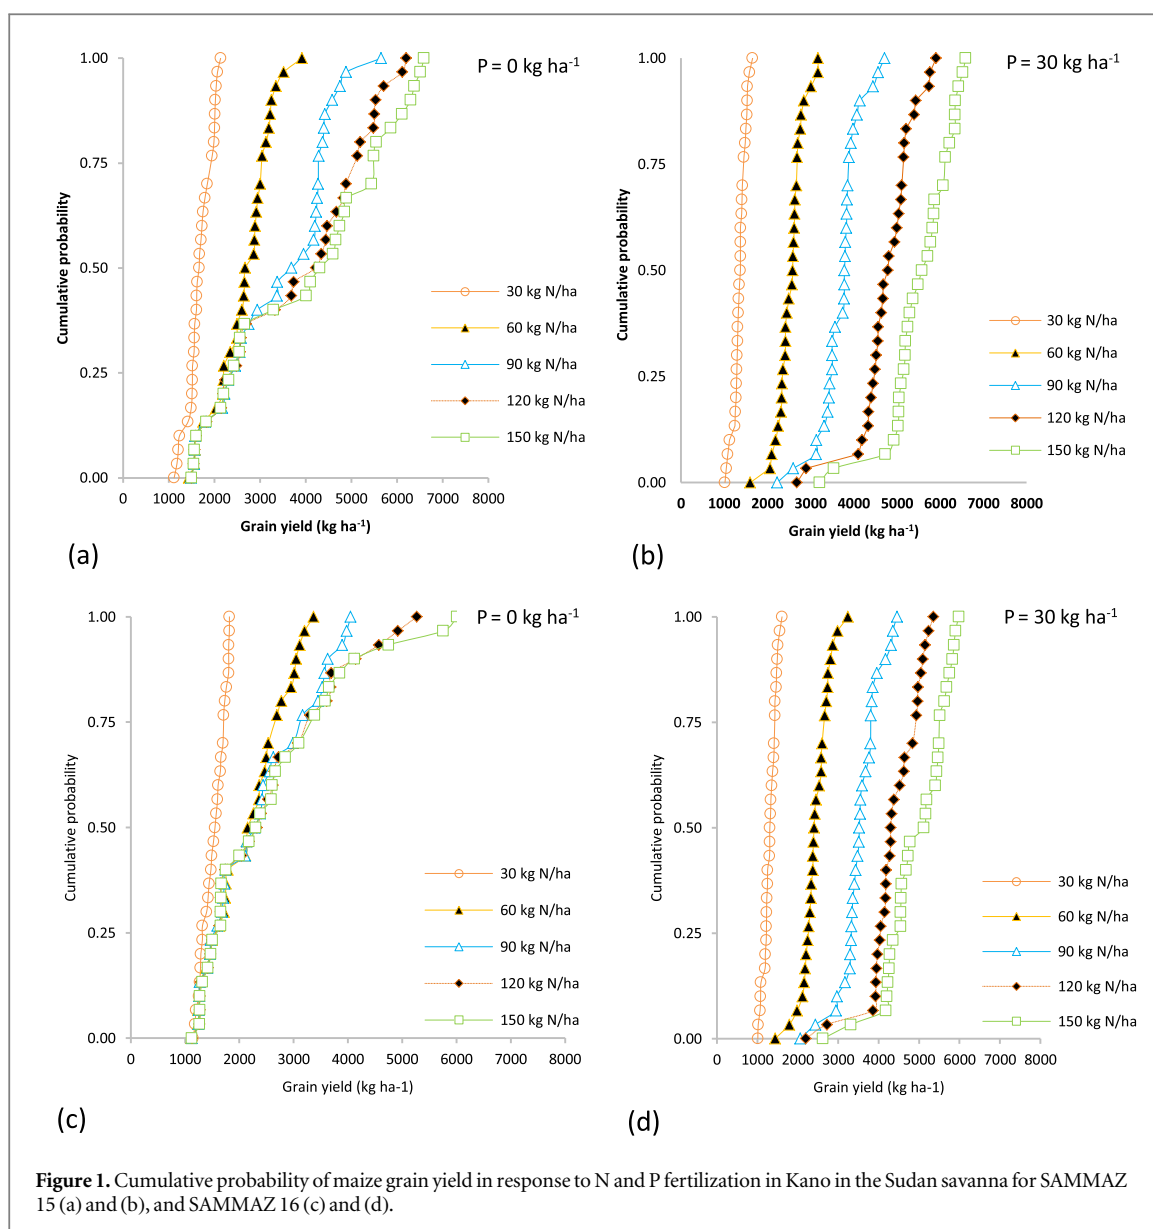 P = 0 kg ha-1
1.00
0.75
0.50
0.25
0.00
Cumulative probability
0 1000 2000 3000 4000 5000 6000 7000 8000
Grain yield (kg ha-1)
30 kg N/ha
60 kg N/ha
90 kg N/ha
120 kg N/ha
150 kg N/ha
(a)
P = 30 kg ha-1
1.00
0.75
0.50
0.25
0.00
Cumulative probability
0 1000 2000 3000 4000 5000 6000 7000 8000
Grain yield (kg ha-1)
30 kg N/ha
60 kg N/ha
90 kg N/ha
120 kg N/ha
150 kg N/ha
(b)
P = 0 kg ha-1
1.00
0.75
0.50
0.25
0.00
Cumulative probability
0 1000 2000 3000 4000 5000 6000 7000 8000
Grain yield (kg ha-1)
30 kg N/ha
60 kg N/ha
90 kg N/ha
120 kg N/ha
150 kg N/ha
(c)
P = 30 kg ha-1
1.00
0.75
0.50
0.25
0.00
Cumulative probability
0 1000 2000 3000 4000 5000 6000 7000 8000
Grain yield (kg ha-1)
30 kg N/ha
60 kg N/ha
90 kg N/ha
120 kg N/ha
150 kg N/ha
(d)
Figure 1. Cumulative probability of maize grain yield in response to N and P fertilization in Kano in the Sudan savanna for SAMMAZ
15 (a) and (b), and SAMMAZ 16 (c) and (d).